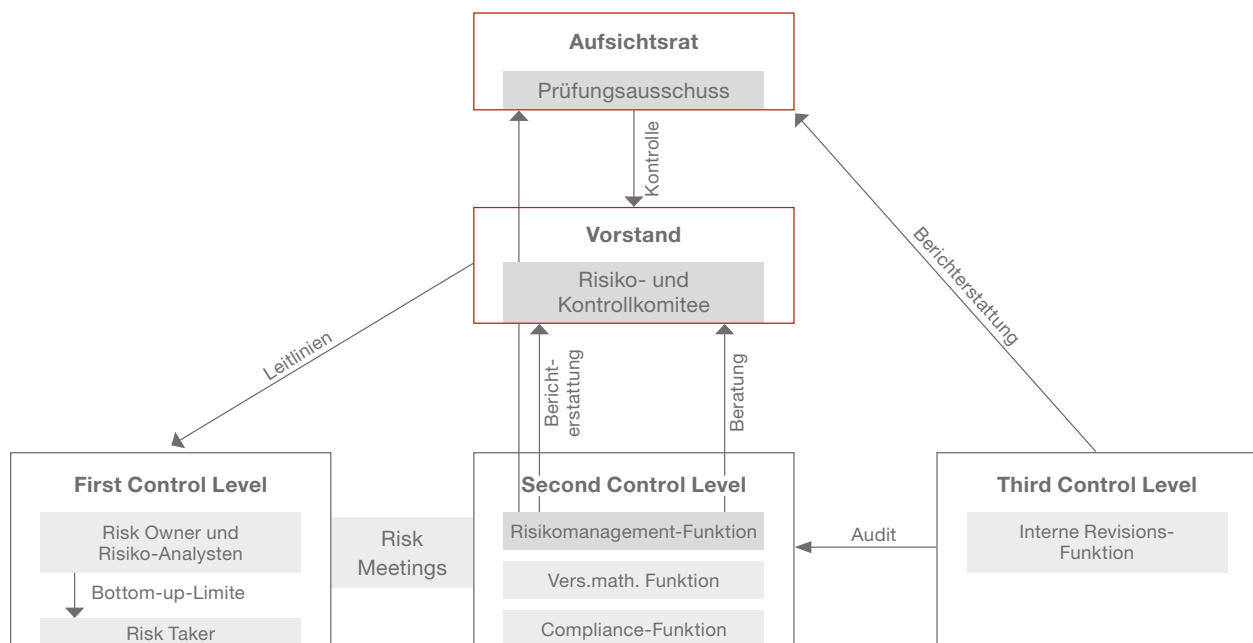 Aufsichtsrat
Prüfungsausschuss
Kontrolle
Vorstand
Risiko- und
Kontrollkomitee
Leitlinien
Bericht-
erstattung
Beratung
Berichterstattung
First Control Level
Risk Owner und
Risiko-Analysten
Bottom-up-Limite
Risk Taker
Risk
Meetings
Second Control Level
Risikomanagement-Funktion
Vers.math. Funktion
Compliance-Funktion
Audit
Third Control Level
Interne Revisions-
Funktion